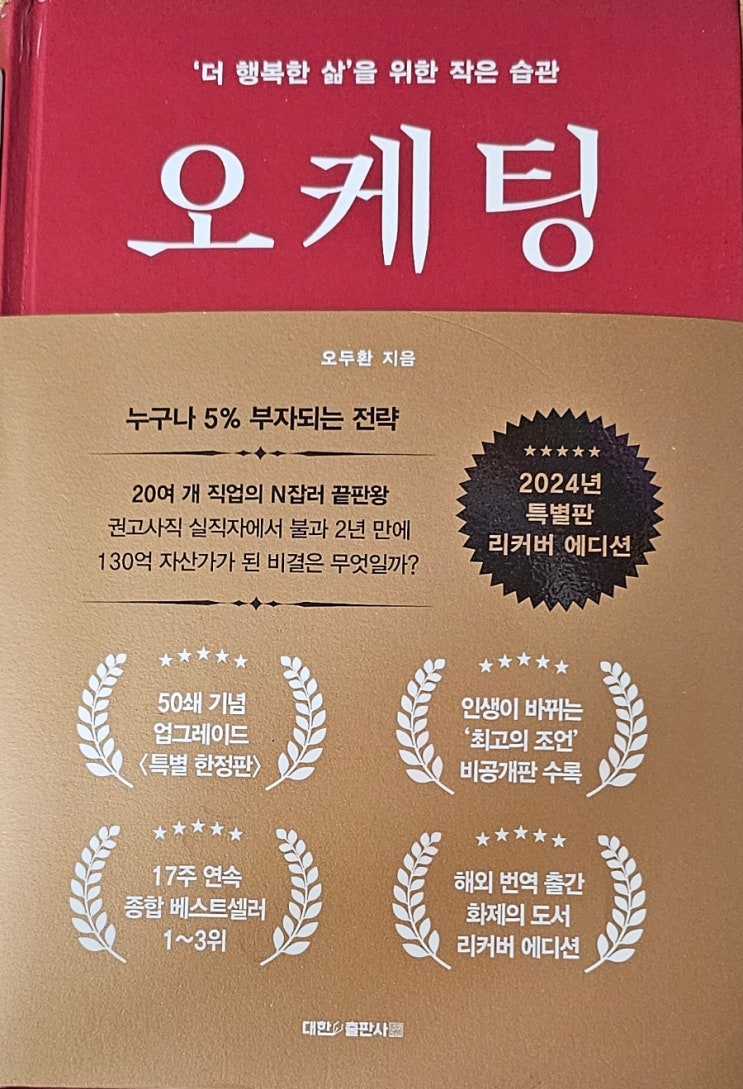 '더 행복한 삶'을 위한 작은 습관
오케팅
오두환 지음
누구나 5% 부자되는 전략
20여 개 직업의 N잡러 끝판왕
권고사직 실직자에서 불과 2년 만에
130억 자산가가 된 비결은 무엇일까?
2024년
특별판
리커버 에디션
50쇄 기념
업그레이드
〈특별 한정판〉
인생이 바뀌는
'최고의 조언'
비공개판 수록
17주 연속
종합 베스트셀러
1~3위
해외 번역 출간
화제의 도서
리커버 에디션
대한출판사